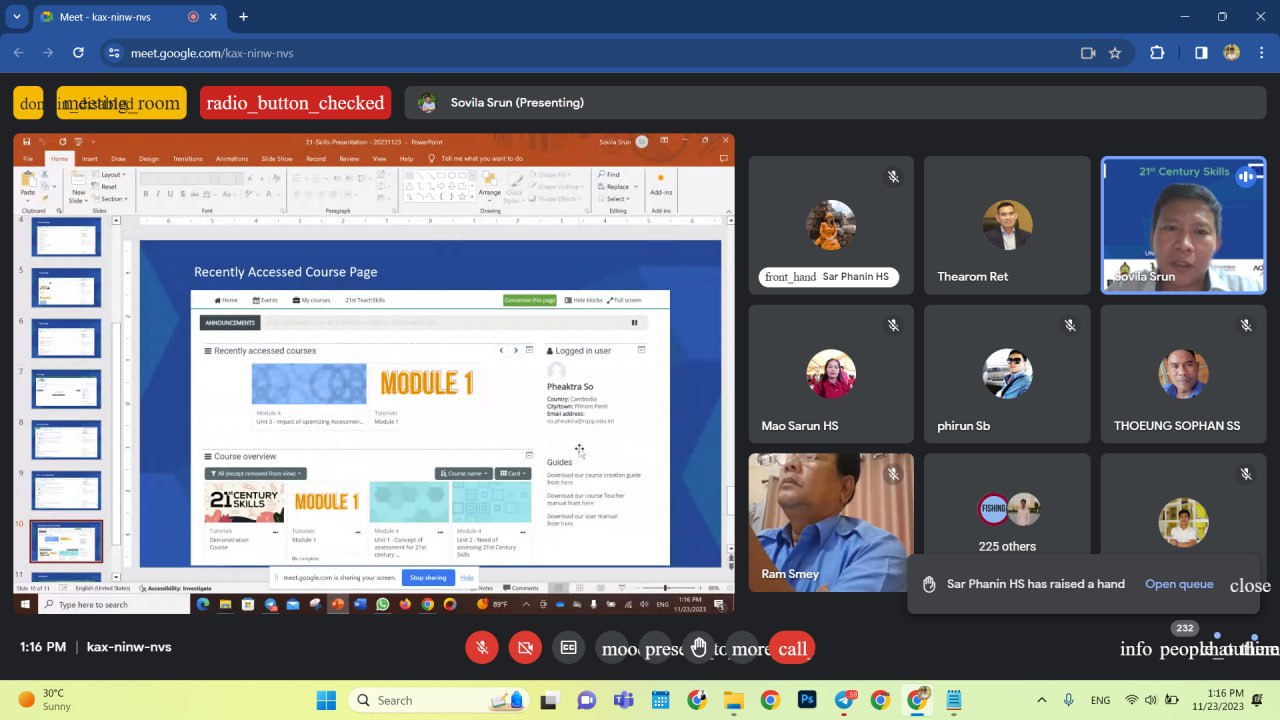 Meet - kax-ninw-nvs
meet.google.com/kax-ninw-nvs
radio_button_checked
Sovila Srun (Presenting)
21-Skills-Presentation - 20231123 - PowerPoint
Sovila Srun
File Home Insert Draw Design Transitions Animations Slide Show Record Review View Help Tell me what you want to do
Paste
New
Slide
Layout
Reset
Section
Arrange
Quick
Styles
Shape Fill
Shape Outline
Shape Effects
Find
Replace
Select
Add-ins
Clipboard Slides Font Paragraph Drawing Editing Add-ins
5
6
7
8
9
10
11
Recently Accessed Course Page
Home Events My courses 21st TeachSkills Customise this page Hide blocks Full screen
ANNOUNCEMENTS
Recently accessed courses
MODULE 1
Module 4
Unit 3 - Impact of optimizing Assessmen...
Tutorials
Module 1
Logged in user
Pheaktra So
Country: Cambodia
City/town: Phnom Penh
Email address:
so.pheaktra@rupp.edu.kh
Course overview
All (except removed from view) Course name Card
21ST CENTURY
SKILLS
MODULE 1
Tutorials
Demonstration
Course
Tutorials
Module 1
Module 4
Unit 1 - Concept of
assessment for 21st
century ...
Module 4
Unit 2 - Need of
assessing 21st Century
Skills
Guides
Download our course creation guide
from here
Download our course Teacher
manual from here
Download our user manual
from here
meet.google.com is sharing your screen. Stop sharing Hide
Slide 10 of 11 English (United States) Accessibility: Investigate Notes Comments
Type here to search
89°F
ENG
1:16 PM
11/23/2023
front_hand Sar Phanin HS
Thearom Ret
21st Century Skills
Sovila Srun
Mao Sarun HS
phirun Sb
THOEUNG SOPHAN SS
Ram Smey
FISHING
225 others
Sar Phanin HS has raised a hand Open queue close
1:16 PM | kax-ninw-nvs
call
232
info
30°C
Sunny
Search
Ps
ENG
1:16 PM
11/23/2023